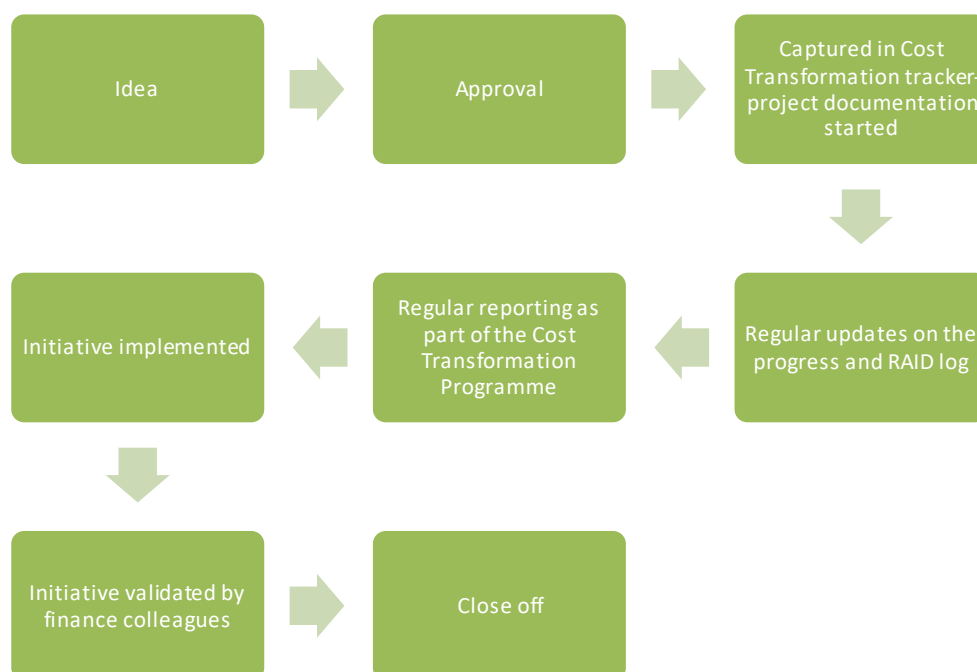 Idea
Approval
Captured in Cost
Transformation tracker-
project documentation
started
Regular updates on the
progress and RAID log
Regular reporting as
part of the Cost
Transformation
Programme
Initiative implemented
Initiative validated by
finance colleagues
Close off